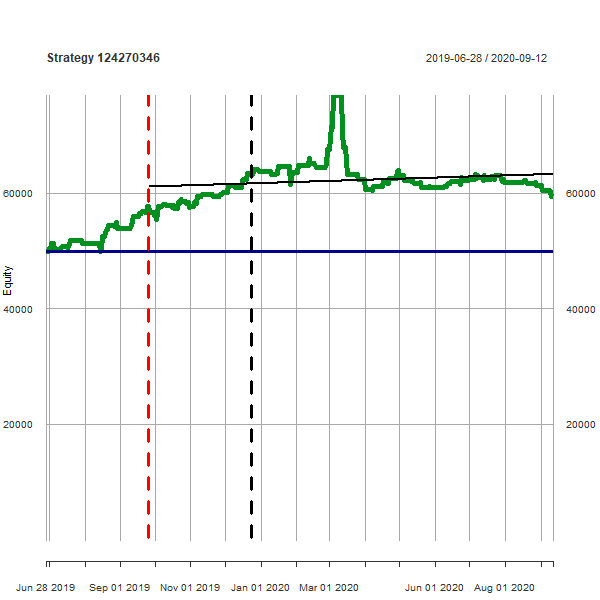 Strategy 124270346
2019-06-28 / 2020-09-12
60000
60000
Equity
40000
40000
20000
20000
Jun 28 2019
Sep 01 2019
Nov 01 2019
Jan 01 2020
Mar 01 2020
Jun 01 2020
Aug 01 2020